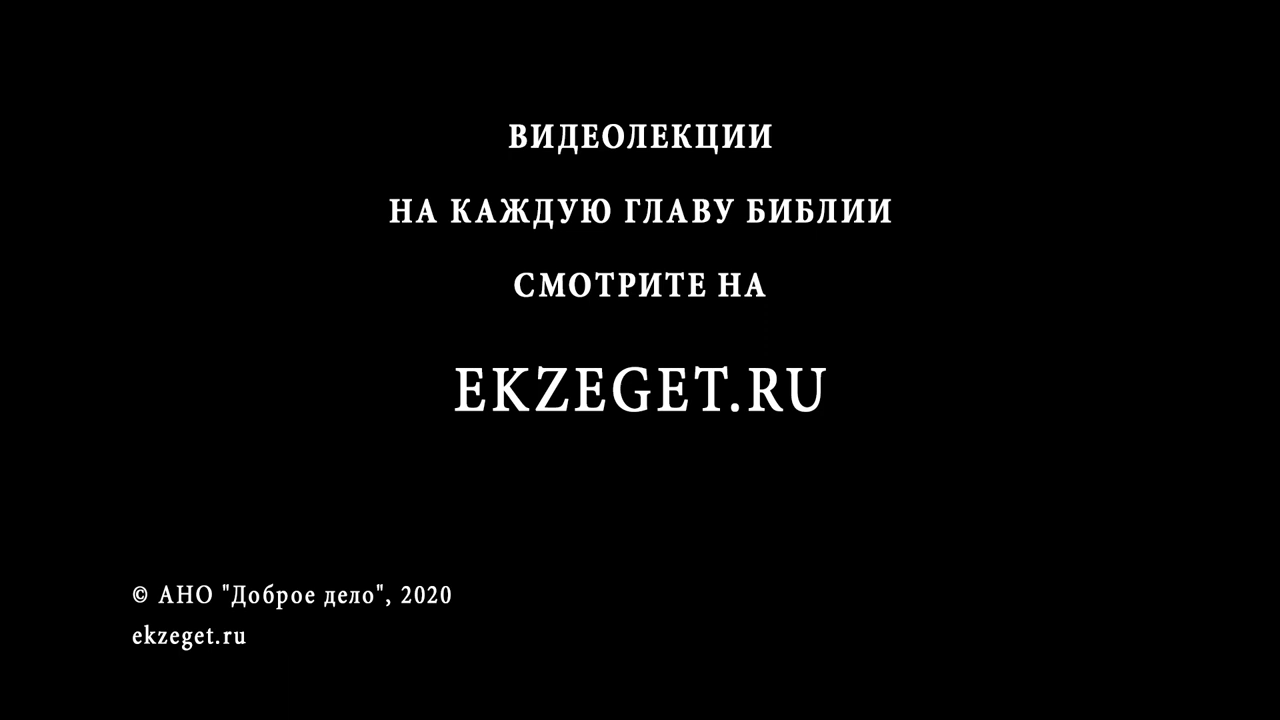 ВИДЕОЛЕКЦИИ
НА КАЖДУЮ ГЛАВУ БИБЛИИ
СМОТРИТЕ НА
EKZEGET.RU
© АНО "Доброе дело", 2020
ekzeget.ru